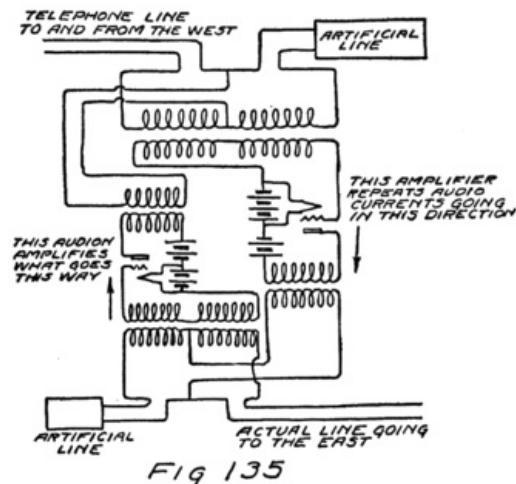 TELEPHONE LINE
TO AND FROM THE WEST
ARTIFICIAL
LINE
THIS AMPLIFIER
REPEATS AUDIO
CURRENTS GOING
IN THIS DIRECTION
THIS AUDION
AMPLIFIES
WHAT GOES
THIS WAY
ARTIFICIAL
LINE
ACTUAL LINE GOING
TO THE EAST
FIG 135